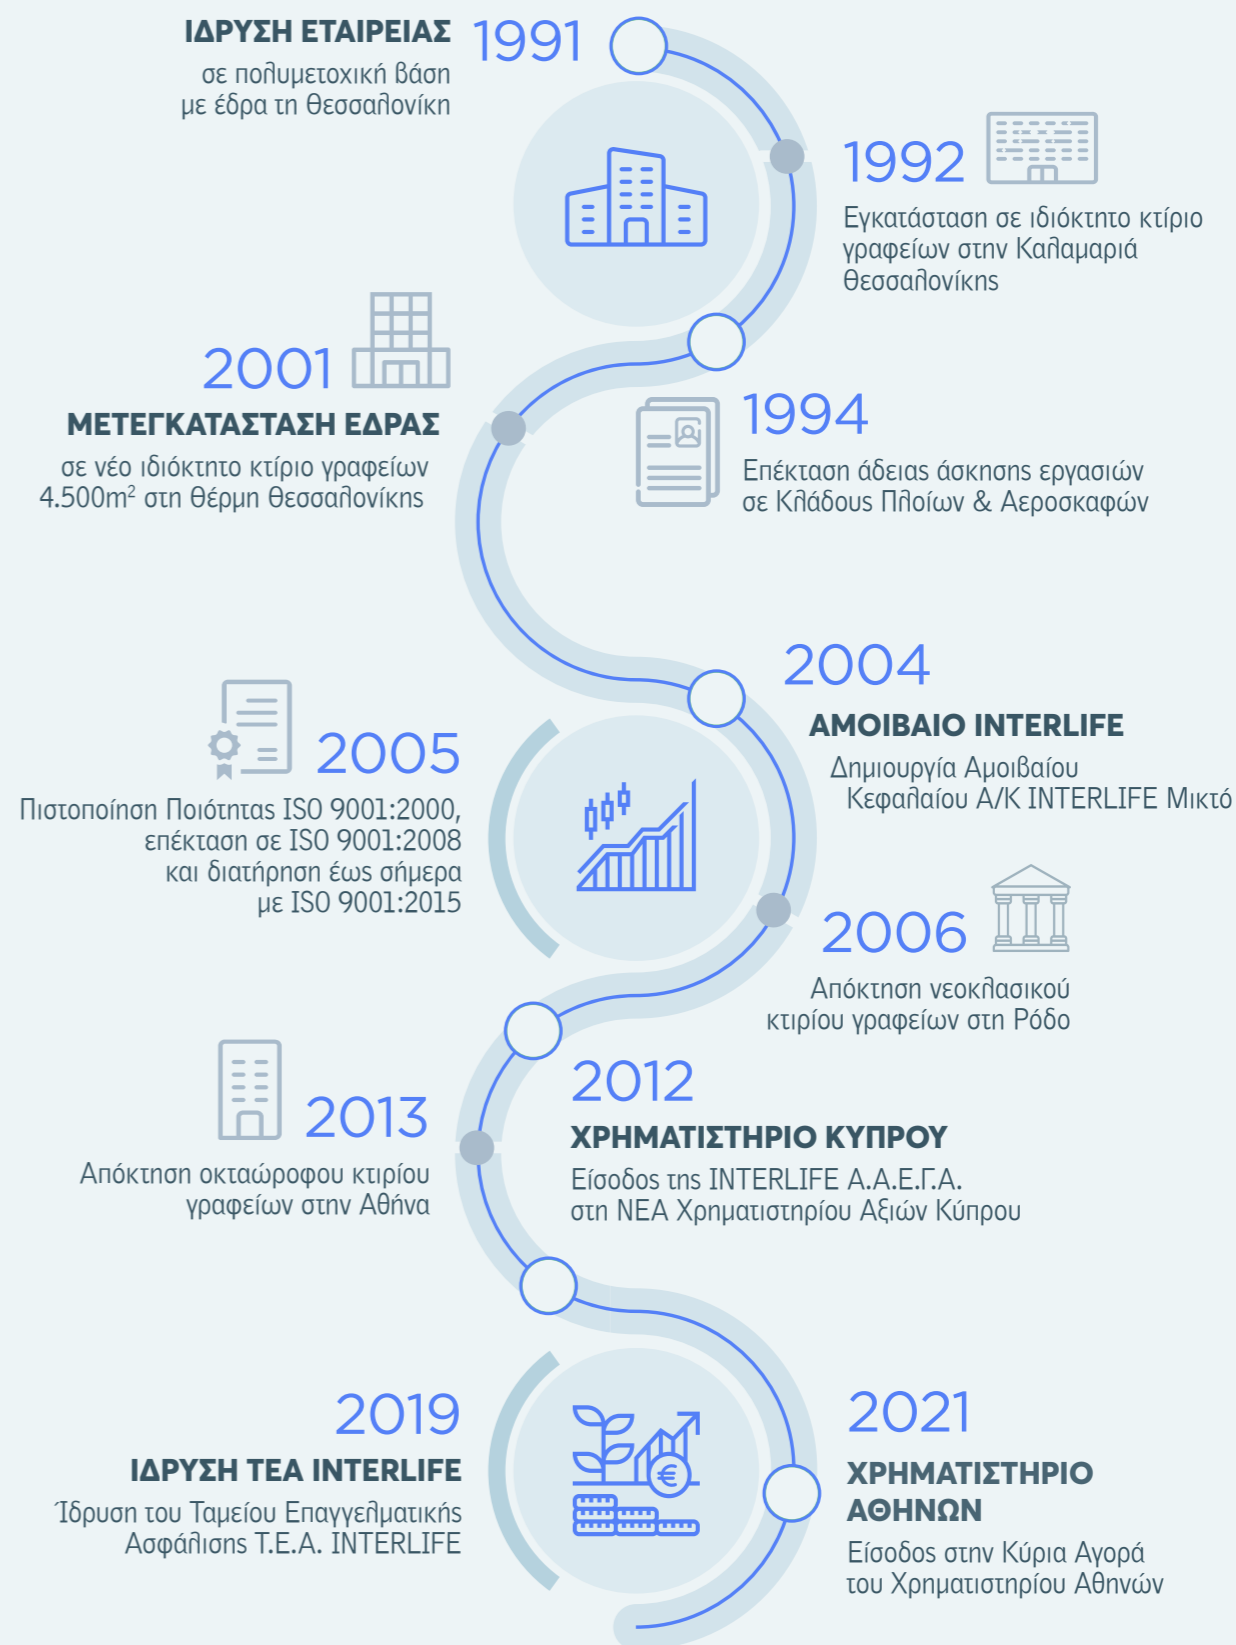 1991
ΙΔΡΥΣΗ ΕΤΑΙΡΕΙΑΣ
σε πολυμετοχική βάση
με έδρα τη Θεσσαλονίκη
1992
Εγκατάσταση σε ιδιόκτητο κτίριο
γραφείων στην Καλαμαριά
Θεσσαλονίκης
1994
Επέκταση άδειας άσκησης εργασιών
σε Κλάδους Πλοίων & Αεροσκαφών
2001
ΜΕΤΕΓΚΑΤΑΣΤΑΣΗ ΕΔΡΑΣ
σε νέο ιδιόκτητο κτίριο γραφείων
4.500m² στη Θέρμη Θεσσαλονίκης
2004
ΑΜΟΙΒΑΙΟ INTERLIFE
Δημιουργία Αμοιβαίου
Κεφαλαίου Α/Κ INTERLIFE Μικτό
2005
Πιστοποίηση Ποιότητας ISO 9001:2000,
επέκταση σε ISO 9001:2008
και διατήρηση έως σήμερα
με ISO 9001:2015
2006
Απόκτηση νεοκλασικού
κτιρίου γραφείων στη Ρόδο
2012
ΧΡΗΜΑΤΙΣΤΗΡΙΟ ΚΥΠΡΟΥ
Είσοδος της INTERLIFE Α.Α.Ε.Γ.Α.
στη ΝΕΑ Χρηματιστηρίου Αξιών Κύπρου
2013
Απόκτηση οκταώροφου κτιρίου
γραφείων στην Αθήνα
2019
ΙΔΡΥΣΗ ΤΕΑ INTERLIFE
Ίδρυση του Ταμείου Επαγγελματικής
Ασφάλισης Τ.Ε.Α. INTERLIFE
2021
ΧΡΗΜΑΤΙΣΤΗΡΙΟ
ΑΘΗΝΩΝ
Είσοδος στην Κύρια Αγορά
του Χρηματιστηρίου Αθηνών